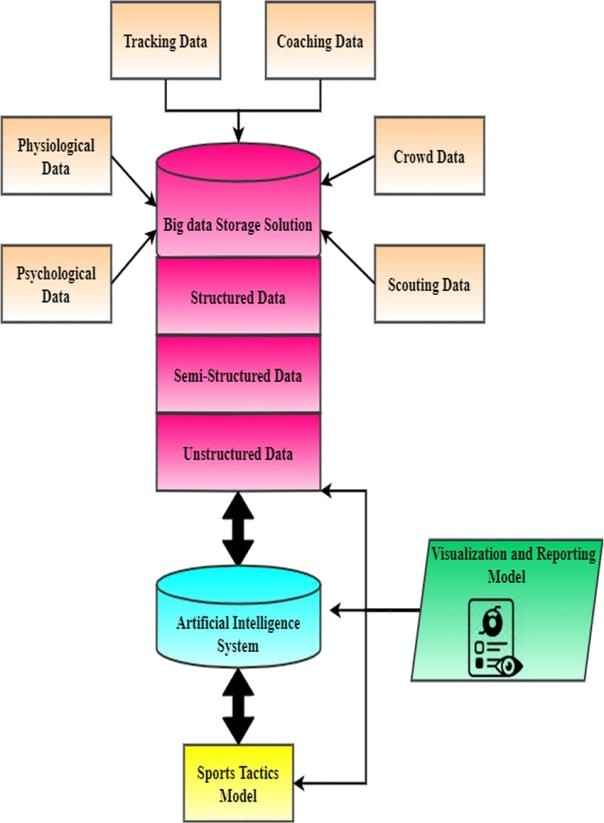 Tracking Data
Coaching Data
Physiological
Data
Crowd Data
Big data Storage Solution
Psychological
Data
Scouting Data
Structured Data
Semi-Structured Data
Unstructured Data
Visualization and Reporting
Model
Artificial Intelligence
System
Sports Tactics
Model